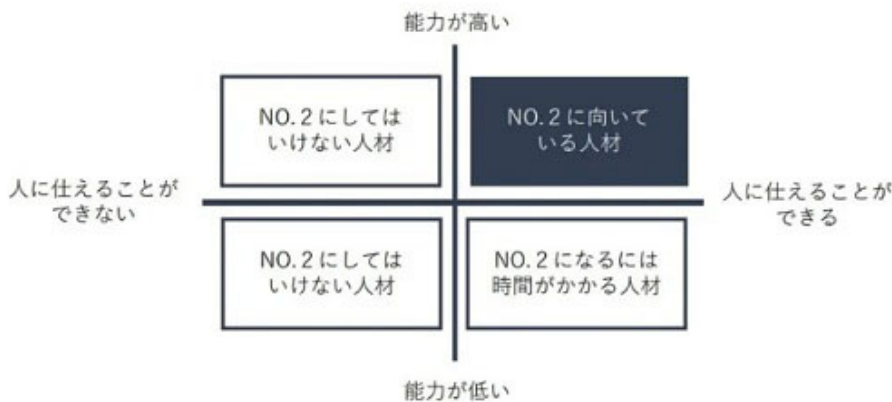 能力が高い
NO. 2 にしては
いけない人材
NO. 2 に向いて
いる人材
人に仕えることが
できない
人に仕えることが
できる
NO. 2 にしては
いけない人材
NO. 2 になるには
時間がかかる人材
能力が低い